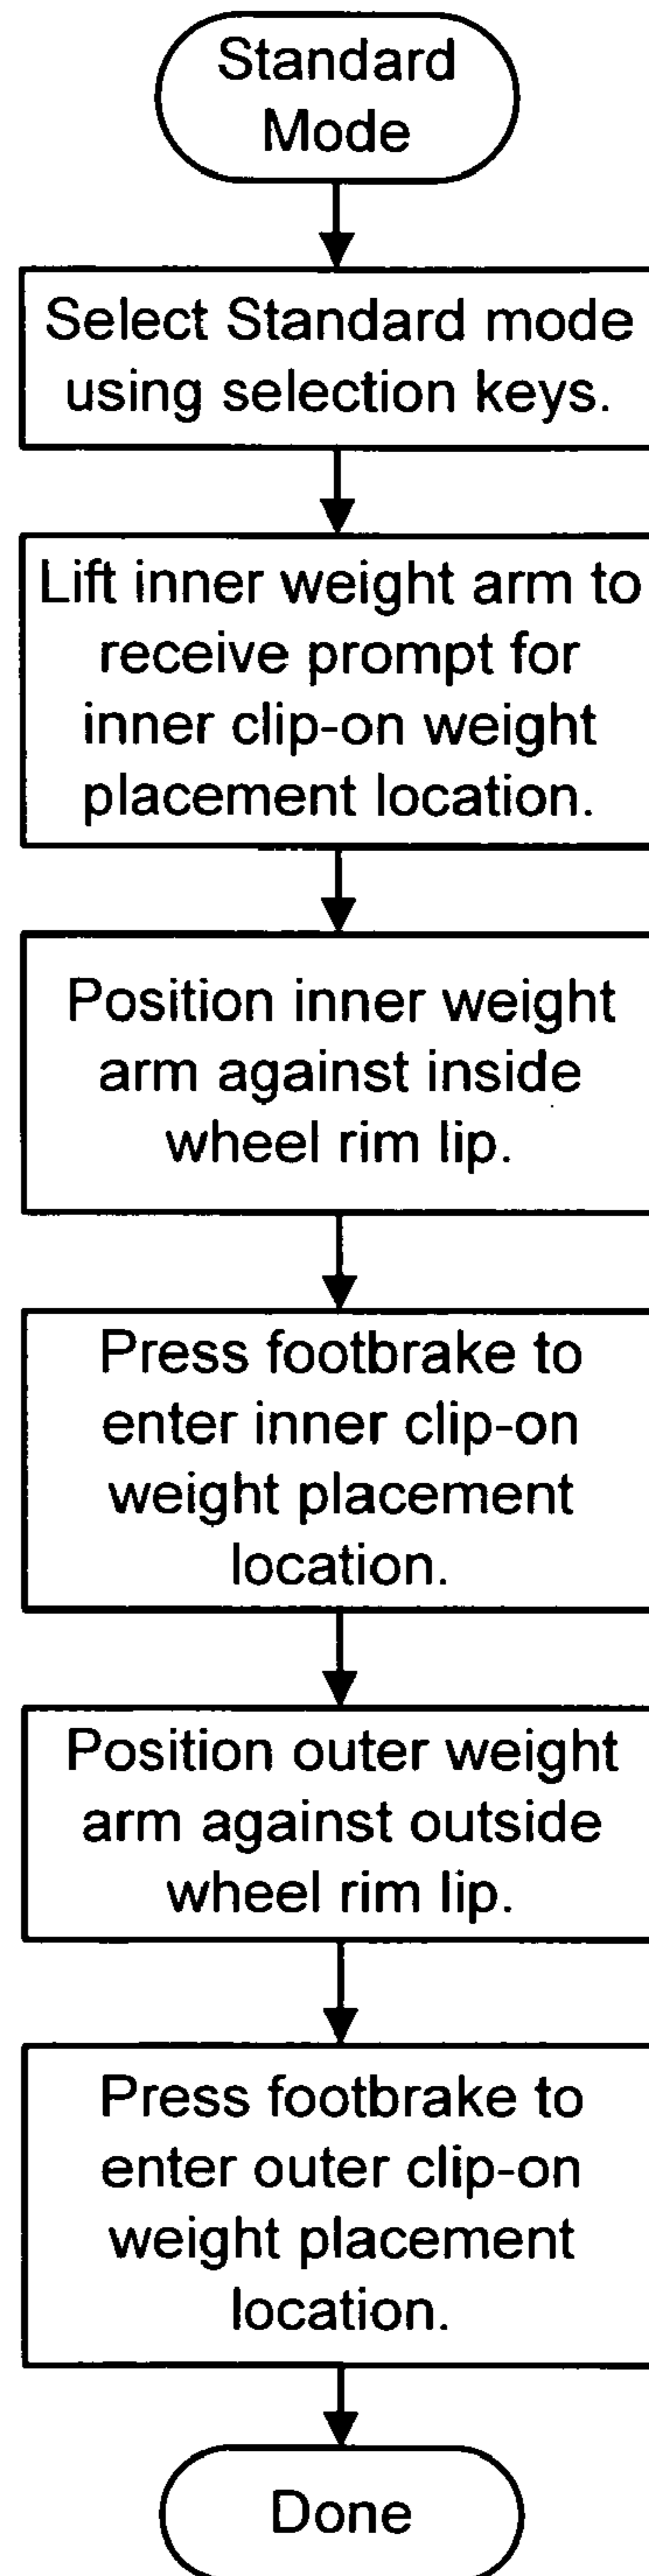 Standard
Mode
Select Standard mode
using selection keys.
Lift inner weight arm to
receive prompt for
inner clip-on weight
placement location.
Position inner weight
arm against inside
wheel rim lip.
Press footbrake to
enter inner clip-on
weight placement
location.
Position outer weight
arm against outside
wheel rim lip.
Press footbrake to
enter outer clip-on
weight placement
location.
Done